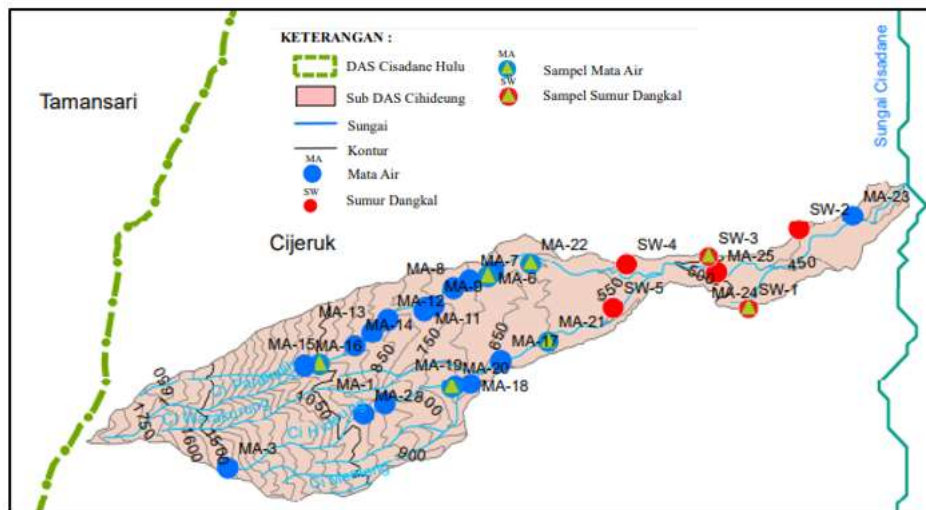 KETERANGAN :
DAS Cisadane Hulu
Sub DAS Cihideung
Sungai
Kontur
MA
Mata Air
SW
Sumur Dangkal
MA
Sampel Mata Air
SW
Sampel Sumur Dangkal
Tamansari
Cijeruk
Sungai Cisadane
MA-23
SW-2
SW-3
SW-4
MA-25
450
MA-22
MA-7
MA-8
MA-6
MA-9
500
550
SW-5
MA-24
SW-1
MA-12
MA-13
MA-11
MA-14
MA-21
750
650
MA-17
MA-15
MA-16
850
MA-19
MA-20
MA-18
MA-1
MA-2
1050
900
1650
1750
1600
1500
MA-3